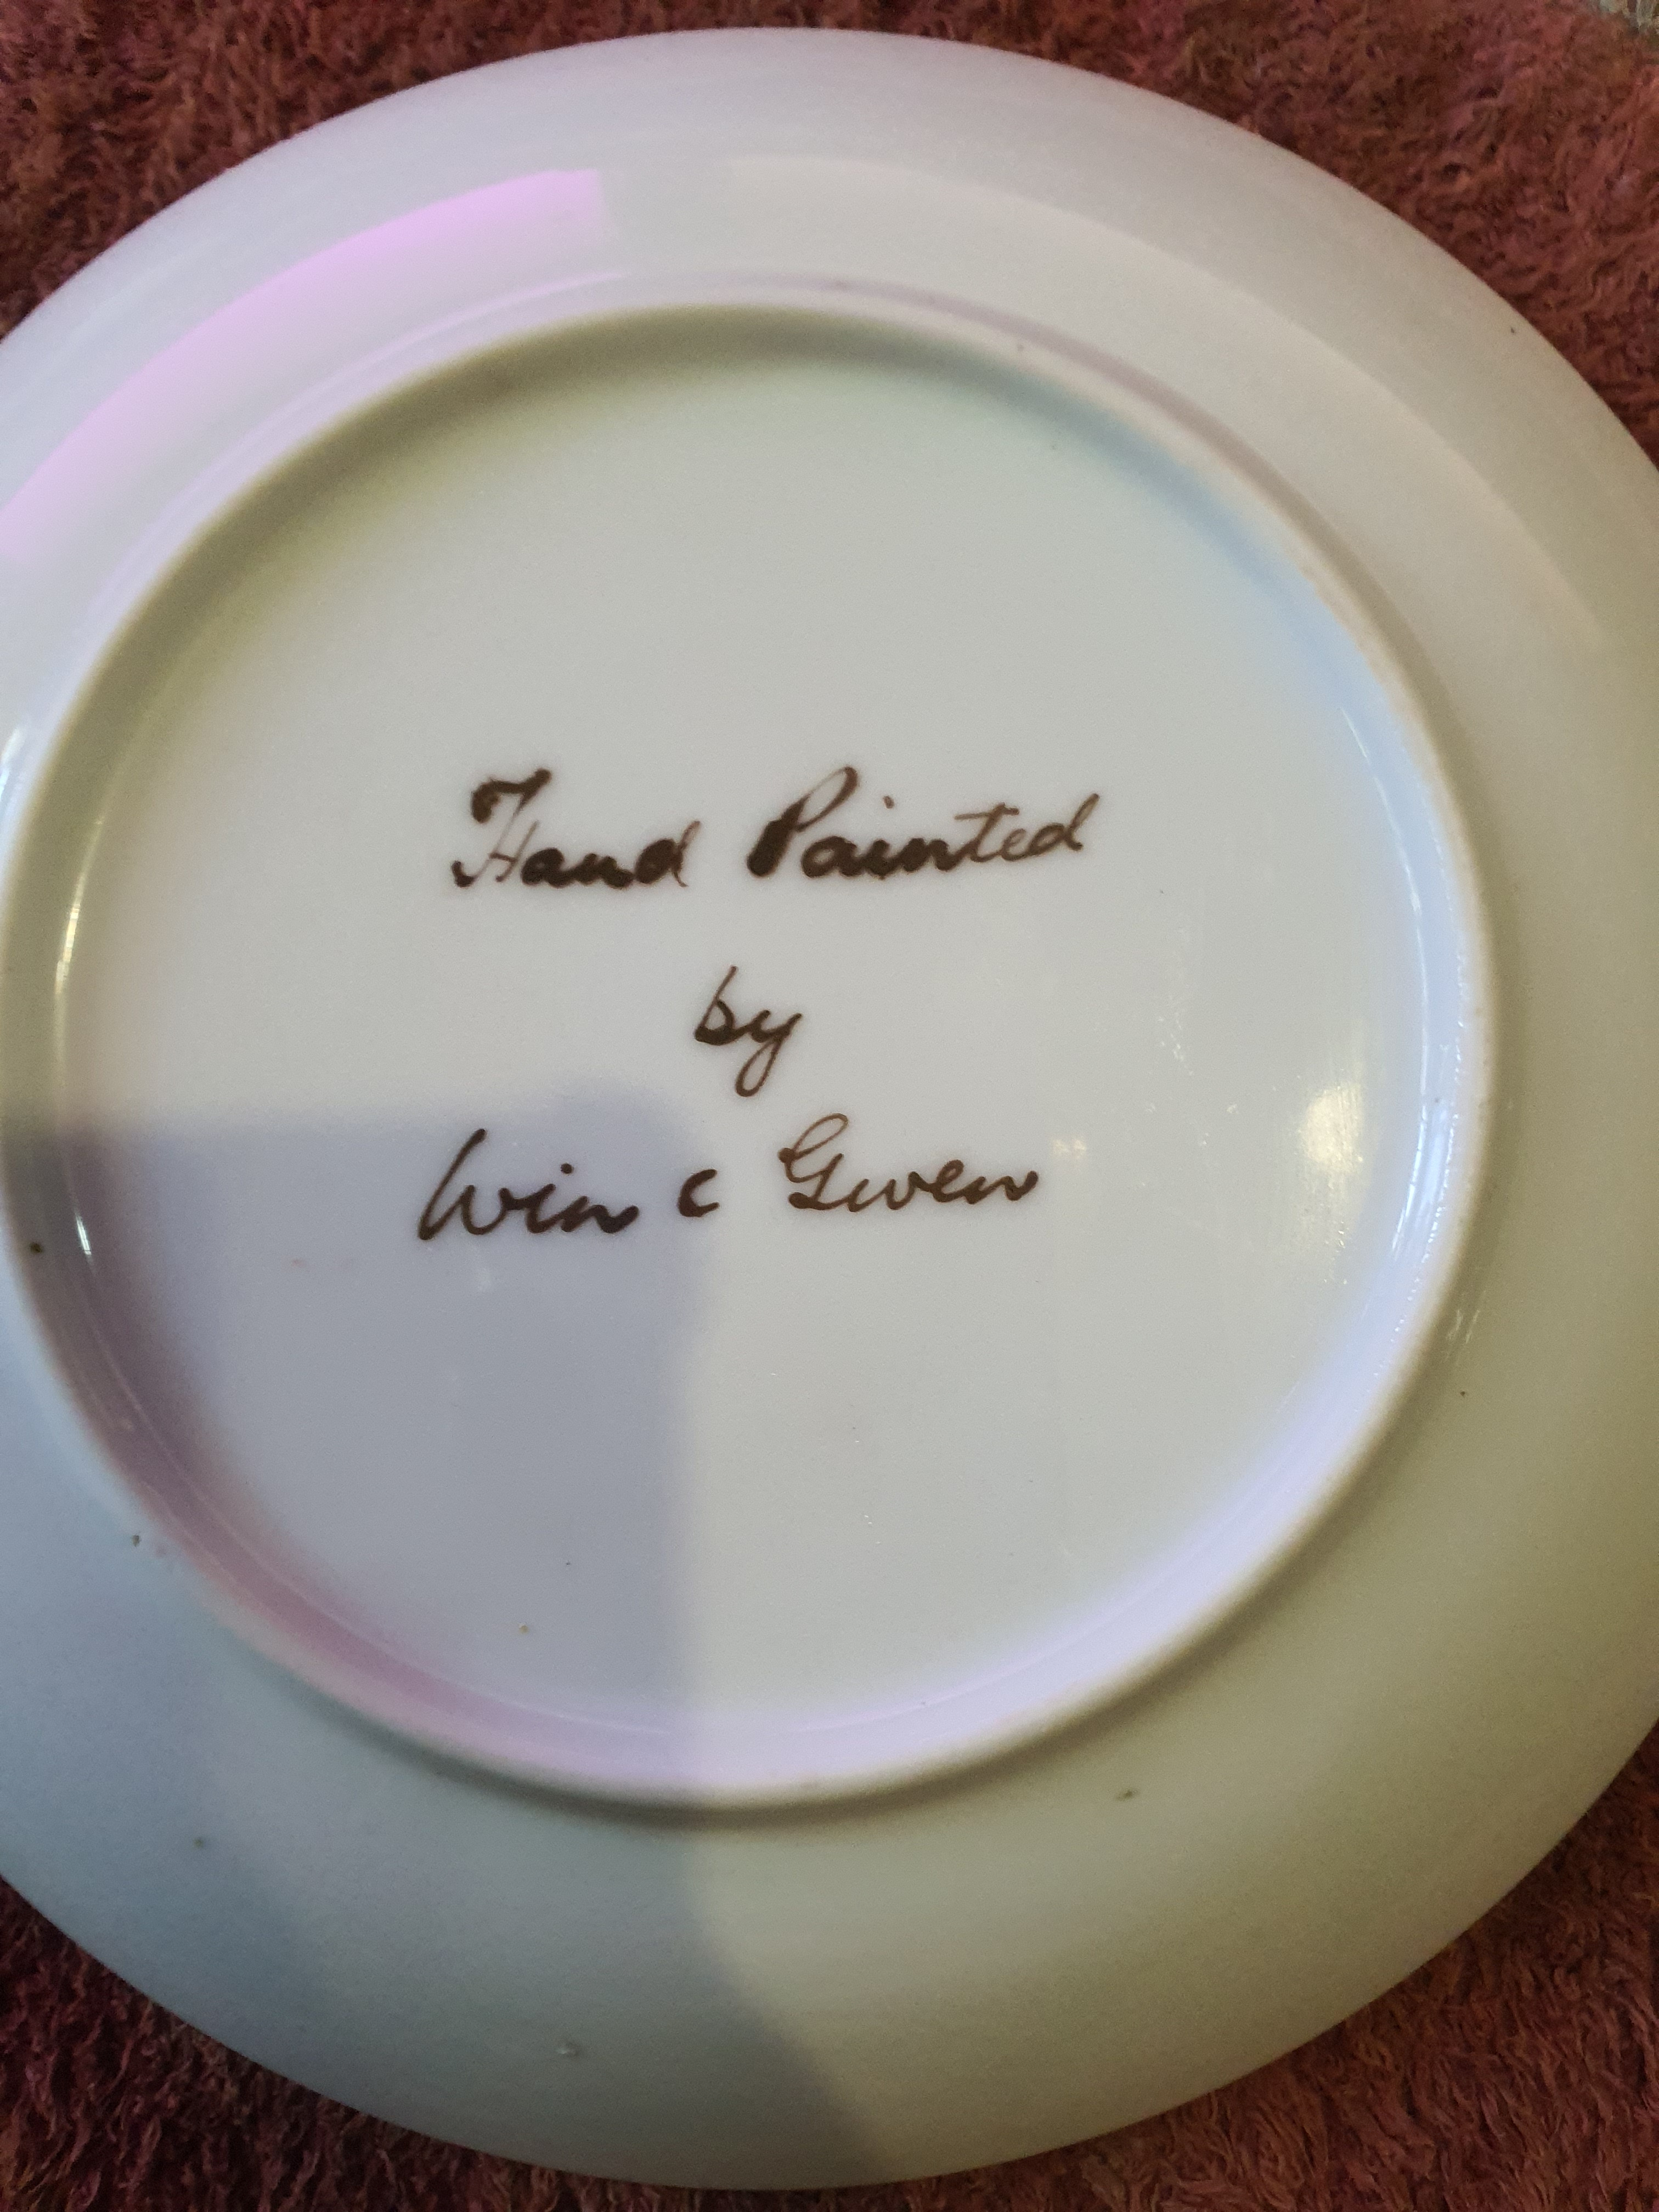 Hand Painted
by
Win c Gwen